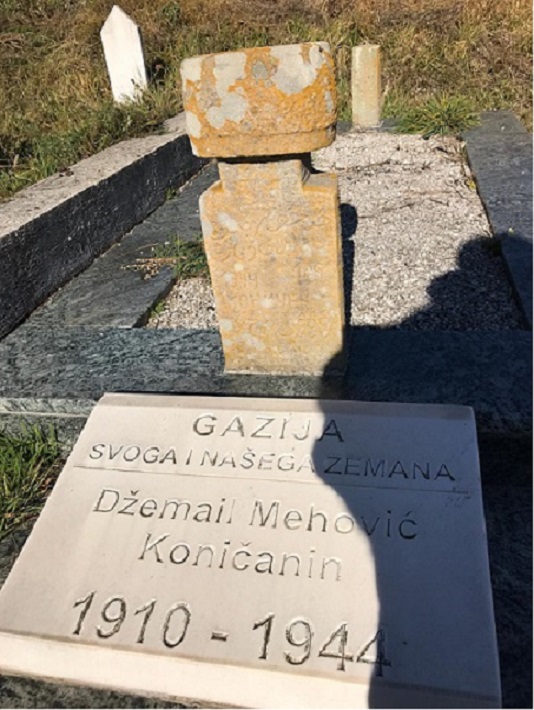 GAZIJA
SVOGA I NAŠEGA ZEMANA
Džemail Mehović
Koničanin
1910 - 1944